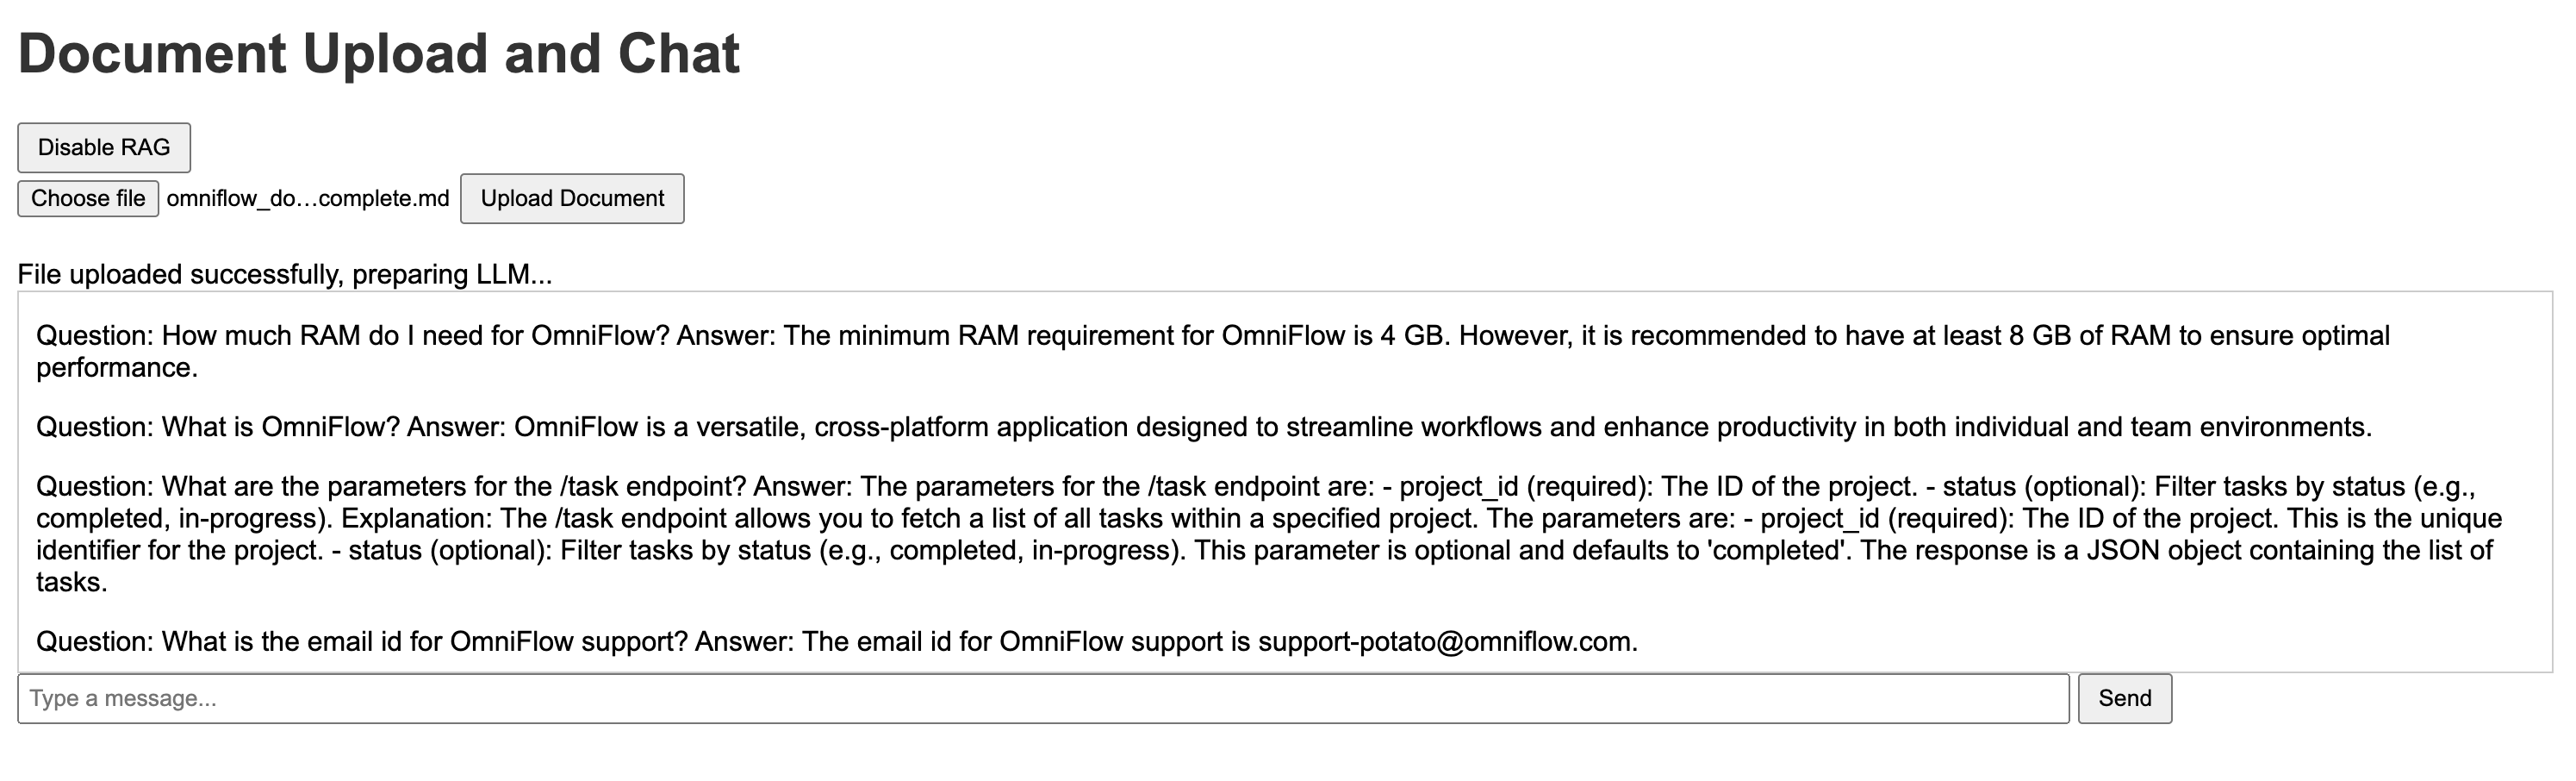 Document Upload and Chat
Disable RAG
Choose file omniflow_do...complete.md Upload Document
File uploaded successfully, preparing LLM...
Question: How much RAM do I need for OmniFlow? Answer: The minimum RAM requirement for OmniFlow is 4 GB. However, it is recommended to have at least 8 GB of RAM to ensure optimal
performance.
Question: What is OmniFlow? Answer: OmniFlow is a versatile, cross-platform application designed to streamline workflows and enhance productivity in both individual and team environments.
Question: What are the parameters for the /task endpoint? Answer: The parameters for the /task endpoint are: - project_id (required): The ID of the project. - status (optional): Filter tasks by status (e.g.,
completed, in-progress). Explanation: The /task endpoint allows you to fetch a list of all tasks within a specified project. The parameters are: - project_id (required): The ID of the project. This is the unique
identifier for the project. - status (optional): Filter tasks by status (e.g., completed, in-progress). This parameter is optional and defaults to 'completed'. The response is a JSON object containing the list of
tasks.
Question: What is the email id for OmniFlow support? Answer: The email id for OmniFlow support is support-potato@omniflow.com.
Type a message... Send